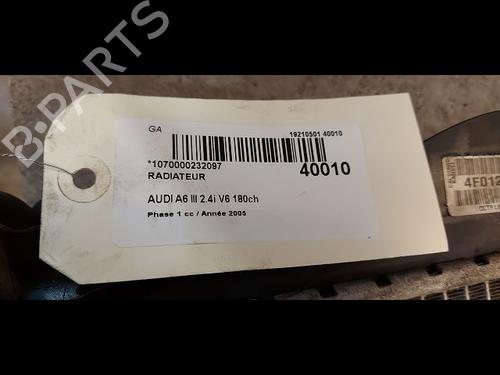 B-PARTS
GA
19210501 40010
*1070000232097
40010
RADIATEUR
AUDI A6 III 2.4i V6 180ch
Phase 1 cc / Année 2005
4F012